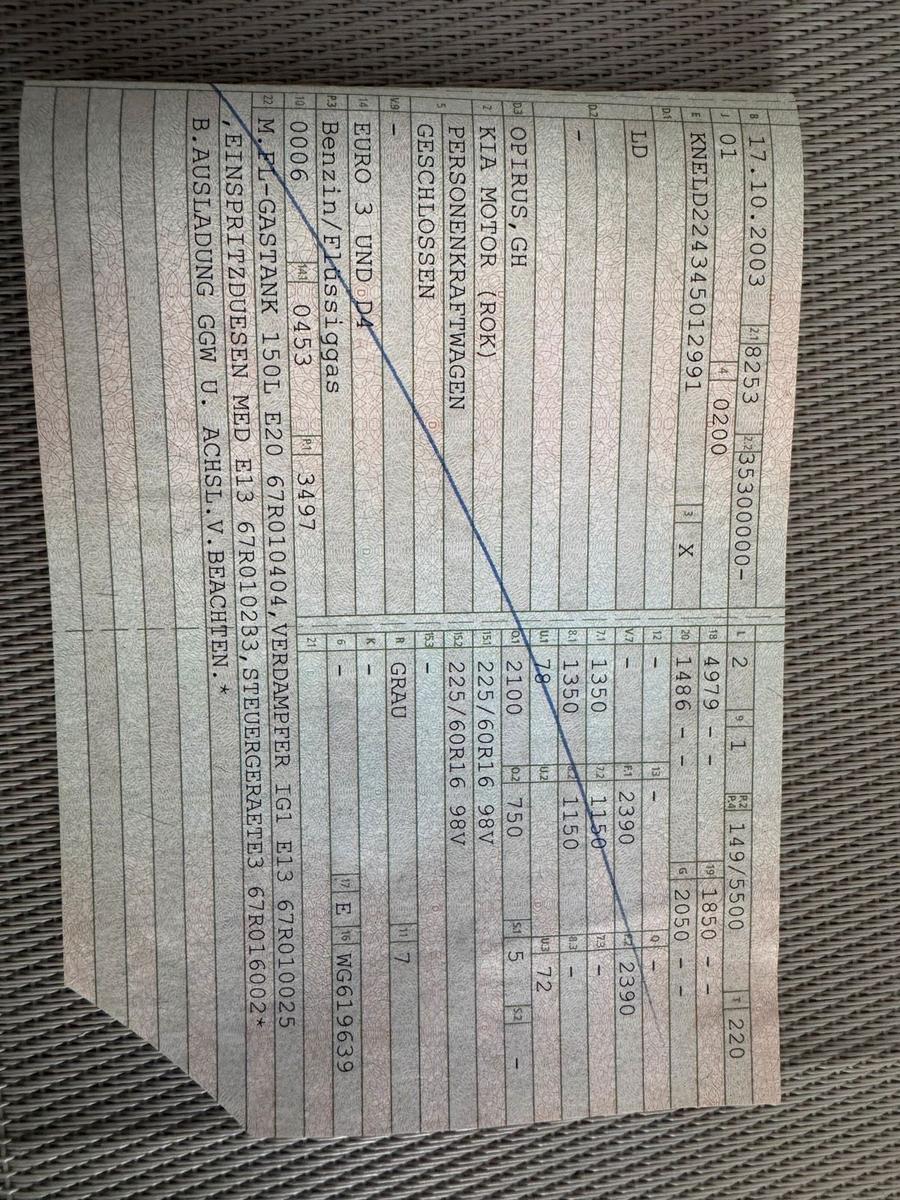 B 17.10.2003 2.1 8253 2.2 35300000-
J 01 4 0200
E KNELD224345012991 3 X
D.1 LD
D.2 -
D.3 OPIRUS,GH
2 KIA MOTOR (ROK)
5 PERSONENKRAFTWAGEN
GESCHLOSSEN
V.9 -
14 EURO 3 UND D4
P.3 Benzin/Flüssiggas
10 0006 14.1 0453 P.1 3497
L 2 9 1 P.2 P.4 149/5500 T 220
18 4979 - - 19 1850 - -
20 1486 - - G 2050 - -
12 - 13 - Q -
V.7 - F.1 2390 F.2 2390
7.1 1350 7.2 1150 7.3 -
8.1 1350 8.2 1150 8.3 -
U.1 78 U.2 U.3 72
O.1 2100 O.2 750 S.1 5 S.2 -
15.1 225/60R16 98V
15.2 225/60R16 98V
15.3 -
R GRAU 11 7
K -
6 - 17 E 16 WG619639
21
22 M.FL-GASTANK 150L E20 67R010404,VERDAMPFER IG1 E13 67R010025
,EINSPRITZDUESEN MED E13 67R010233,STEUERGERAETE3 67R016002*
B.AUSLADUNG GGW U. ACHSL.V.BEACHTEN.*